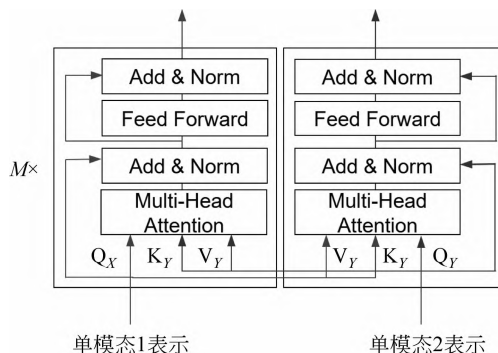 Add & Norm
Add & Norm
Feed Forward
Feed Forward
M×
Add & Norm
Add & Norm
Multi-Head
Attention
Multi-Head
Attention
Q_X K_Y V_Y
V_Y K_Y Q_Y
单模态1表示
单模态2表示